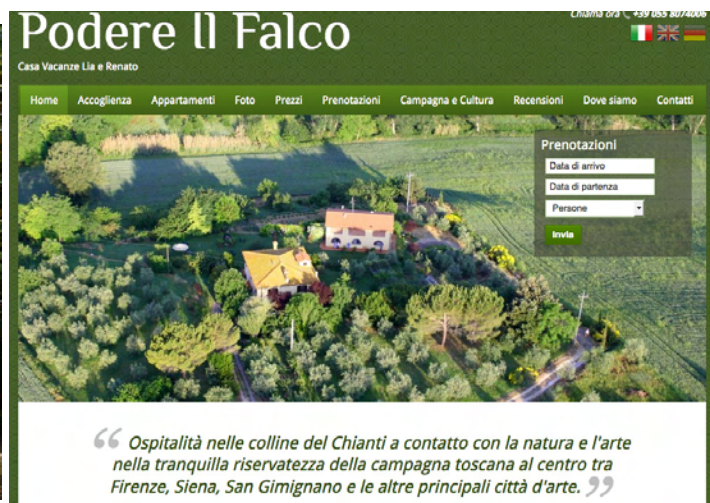 Chiama ora +39 055 8074006
Podere Il Falco
Casa Vacanze Lia e Renato
Home Accoglienza Appartamenti Foto Prezzi Prenotazioni Campagna e Cultura Recensioni Dove siamo Contatti
Prenotazioni
Data di arrivo
Data di partenza
Persone
Invia
“ Ospitalità nelle colline del Chianti a contatto con la natura e l'arte
nella tranquilla riservatezza della campagna toscana al centro tra
Firenze, Siena, San Gimignano e le altre principali città d'arte. ”